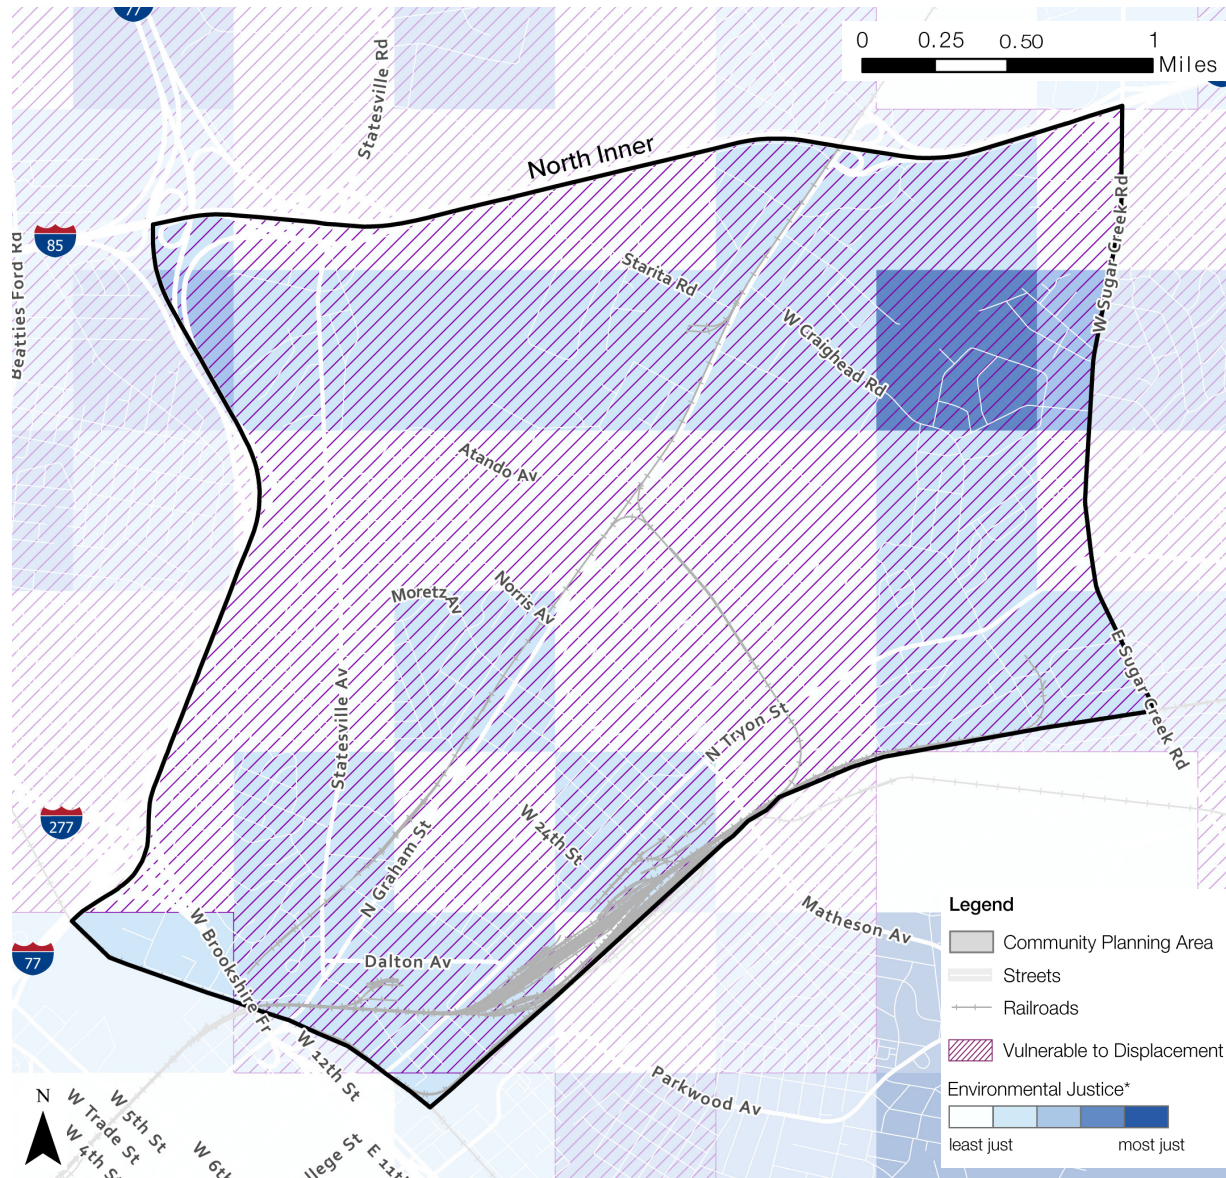 77
0 0.25 0.50 1
Miles
Statesville Rd
North Inner
W Sugar Creek Rd
85
Beatties Ford Rd
Starita Rd
W Craighead Rd
Atando Av
Moretz Av
Norris Av
E Sugar Creek Rd
Statesville Av
N Tryon St
277
W 24th St
N Graham St
Matheson Av
W Brookshire Fr
77
Dalton Av
W 12th St
Parkwood Av
N
W 5th St
W Trade St
W 4th St
W 6th
llege St
E 11th
Legend
Community Planning Area
Streets
Railroads
Vulnerable to Displacement
Environmental Justice*
least just most just